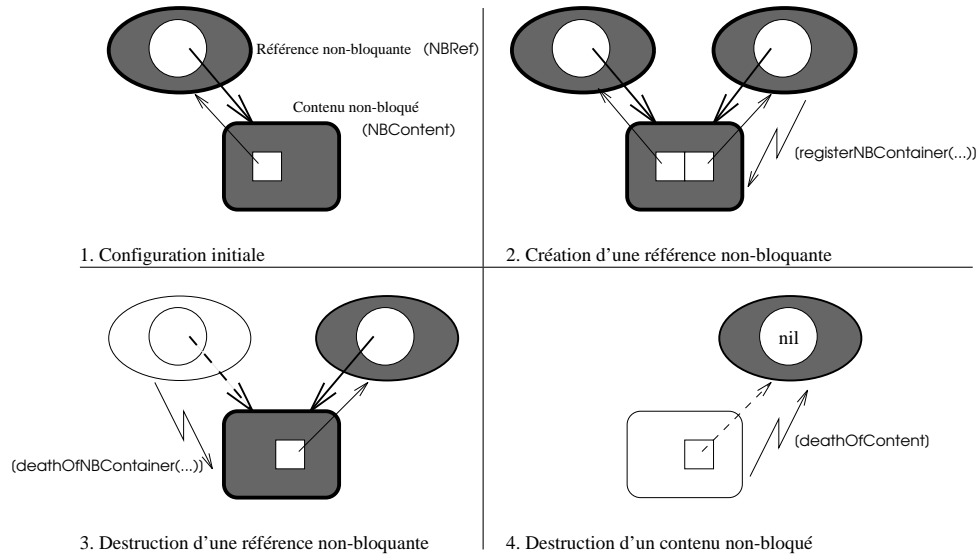 Référence non-bloquante (NBRef)
Contenu non-bloqué
(NBContent)
1. Configuration initiale
(registerNBContainer(...))
2. Création d'une référence non-bloquante
(deathOfNBContainer(...))
3. Destruction d'une référence non-bloquante
nil
(deathOfContent)
4. Destruction d'un contenu non-bloqué